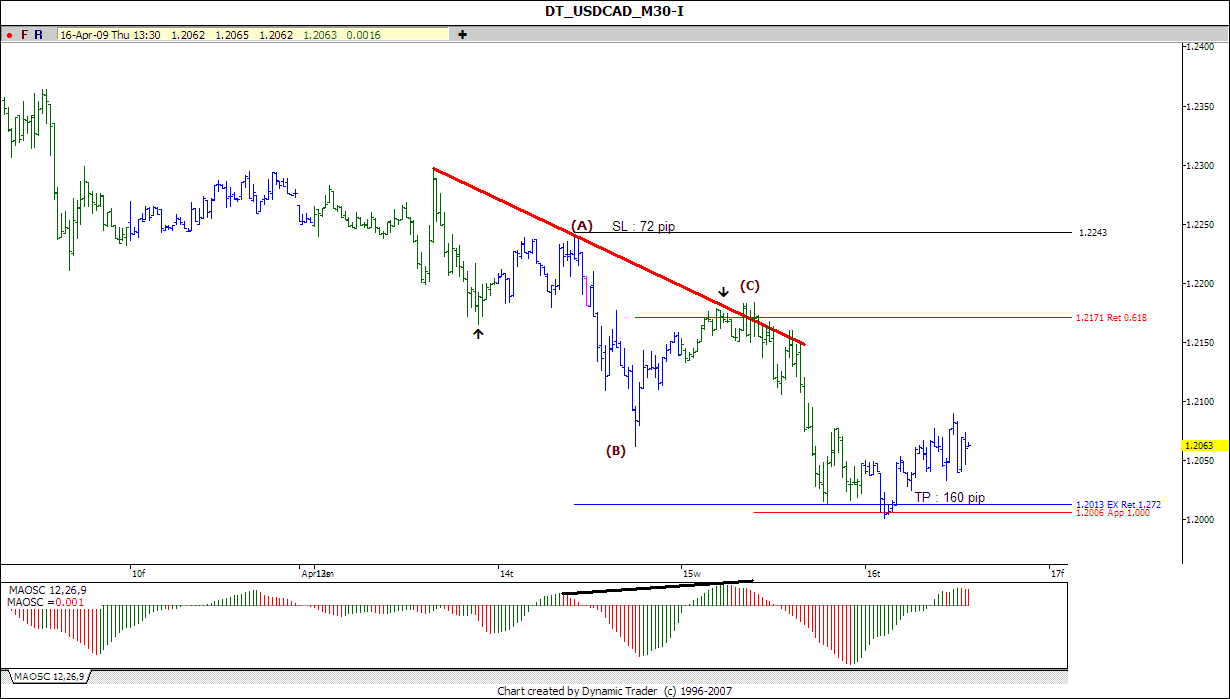 DT_USDCAD_M30-I
F R 16-Apr-09 Thu 13:30 1.2062 1.2065 1.2062 1.2063 0.0016
1.2400
1.2350
1.2300
1.2250
(A) SL : 72 pip
1.2243
1.2200
(C)
1.2171 Ret 0.618
1.2150
1.2100
1.2063
(B)
1.2050
TP : 160 pip
1.2013 EX Ret 1.272
1.2006 App 1.000
1.2000
10f 14t 15w 16t 17f
MAOSC 12,26,9
MAOSC =0.001
MAOSC 12,26,9
Chart created by Dynamic Trader (c) 1996-2007